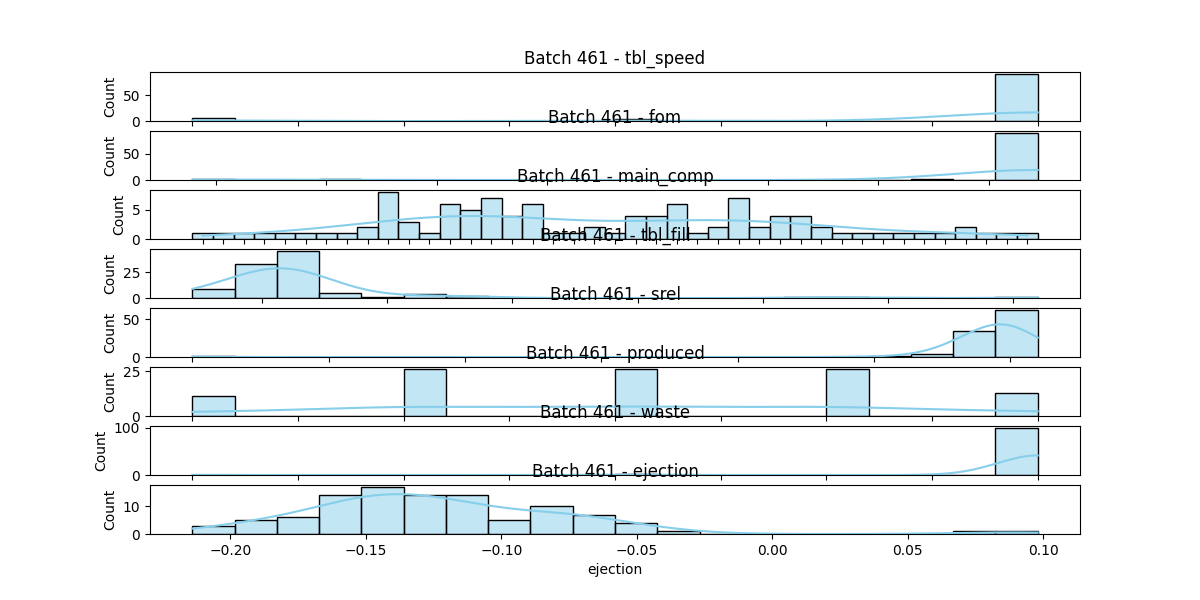 Batch 461 - tbl_speed
Count
50
0
Batch 461 - fom
Count
50
0
Batch 461 - main_comp
Count
5
0
Batch 461 - tbl_fill
Count
25
0
Batch 461 - srel
Count
50
0
Batch 461 - produced
Count
25
0
Batch 461 - waste
Count
100
0
Batch 461 - ejection
Count
10
0
−0.20 −0.15 −0.10 −0.05 0.00 0.05 0.10
ejection